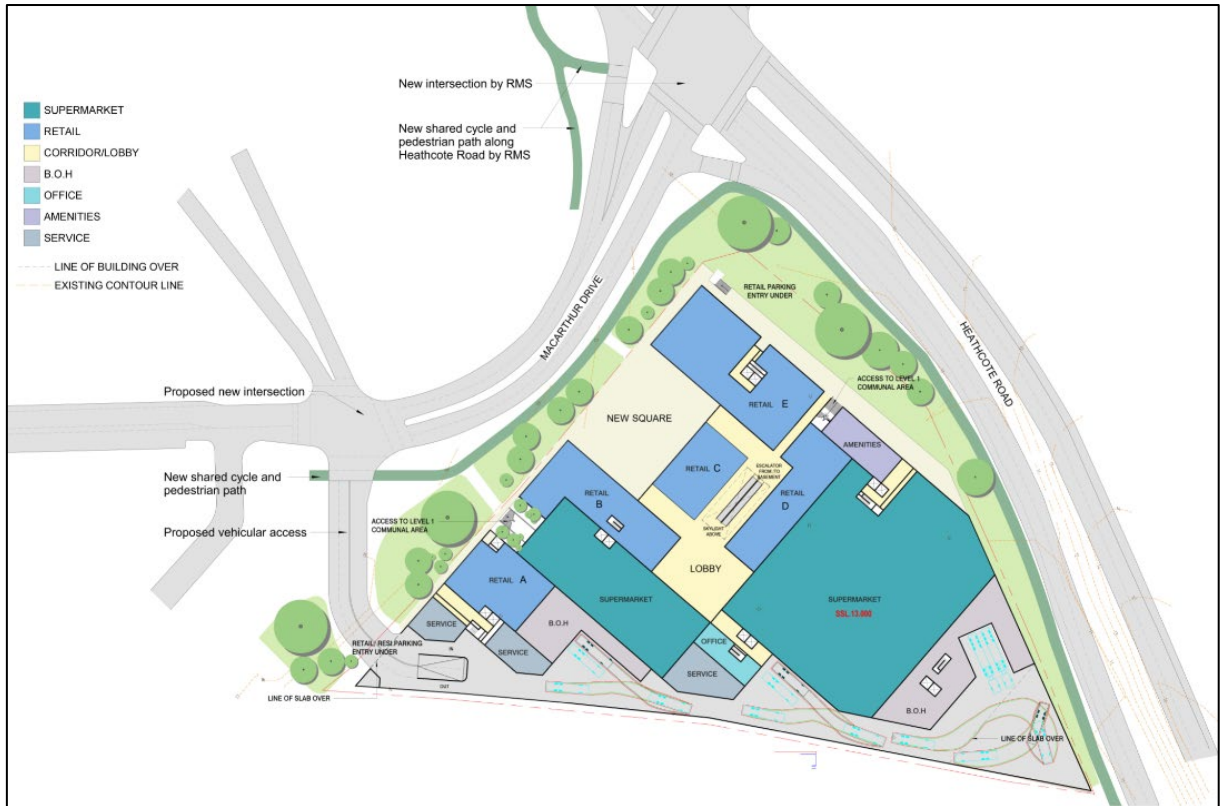 New intersection by RMS
New shared cycle and
pedestrian path along
Heathcote Road by RMS
SUPERMARKET
RETAIL
CORRIDOR/LOBBY
B.O.H
OFFICE
AMENITIES
SERVICE
LINE OF BUILDING OVER
EXISTING CONTOUR LINE
MACARTHUR DRIVE
HEATHCOTE ROAD
RETAIL PARKING
ENTRY UNDER
Proposed new intersection
New shared cycle and
pedestrian path
Proposed vehicular access
ACCESS TO LEVEL 1
COMMUNAL AREA
NEW SQUARE
RETAIL E
ACCESS TO LEVEL 1
COMMUNAL AREA
AMENITIES
RETAIL C
ESCALATOR
FROM /TO
BASEMENT
RETAIL
B
RETAIL
D
SKYLIGHT
ABOVE
LOBBY
RETAIL A
SUPERMARKET
SUPERMARKET
SSL:13.800
SERVICE
B.O.H
OFFICE
SERVICE
SERVICE
B.O.H
RETAIL/ RESI PARKING
ENTRY UNDER
IN
OUT
LINE OF SLAB OVER
LINE OF SLAB OVER